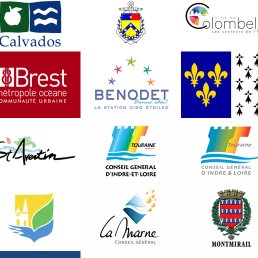 Calvados
Colombel
Les couleurs de l'
Brest
métropole océane
COMMUNAUTÉ URBAINE
BENODET
LA STATION CINQ ÉTOILES
St Avertin
TOURAINE
CONSEIL GÉNÉRAL
D'INDRE-ET-LOIRE
TOURAINE
CONSEIL GÉNÉRAL
D'INDRE & LOIRE
La Marne
CONSEIL GÉNÉRAL
MONTMIRAIL